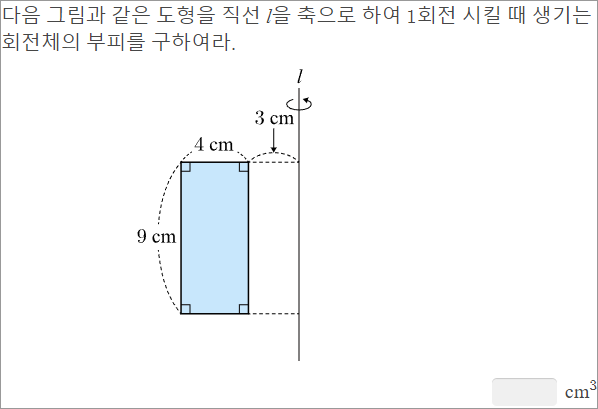 다음 그림과 같은 도형을 직선 l을 축으로 하여 1회전 시킬 때 생기는
회전체의 부피를 구하여라.
l
3 cm
4 cm
9 cm
cm³